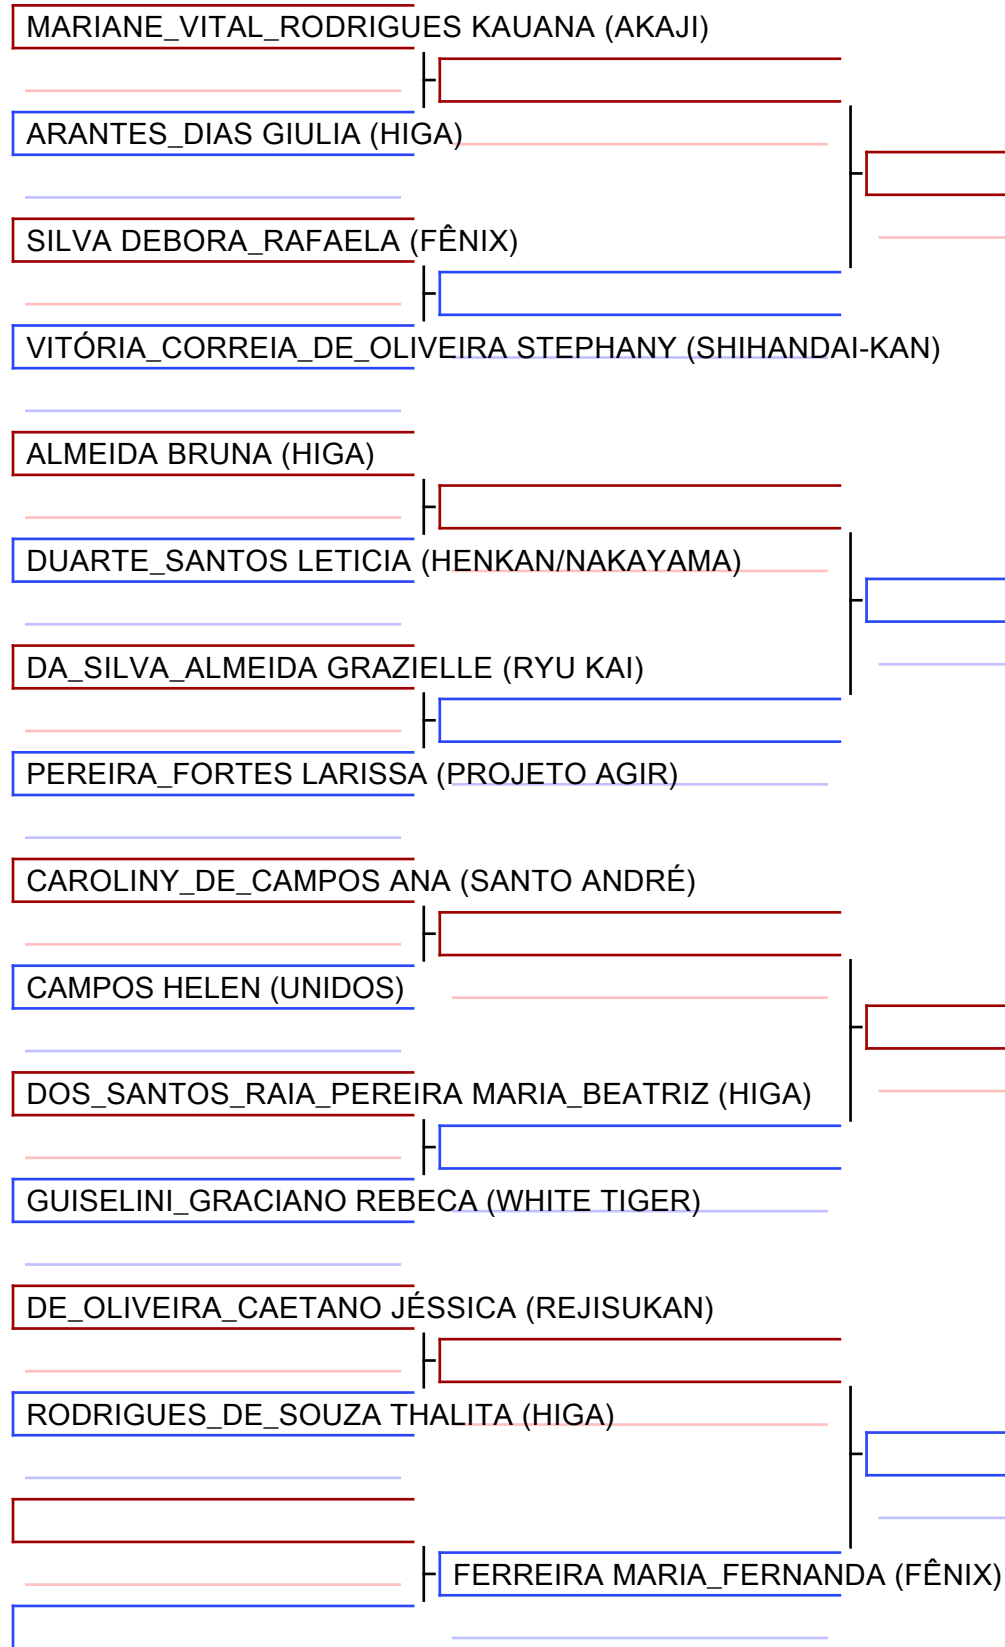 MARIANE_VITAL_RODRIGUES KAUANA (AKAJI)
ARANTES_DIAS GIULIA (HIGA)
SILVA DEBORA_RAFAELA (FÊNIX)
VITÓRIA_CORREIA_DE_OLIVEIRA STEPHANY (SHIHANDAI-KAN)
ALMEIDA BRUNA (HIGA)
DUARTE_SANTOS LETICIA (HENKAN/NAKAYAMA)
DA_SILVA_ALMEIDA GRAZIELLE (RYU KAI)
PEREIRA_FORTES LARISSA (PROJETO AGIR)
CAROLINY_DE_CAMPOS ANA (SANTO ANDRÉ)
CAMPOS HELEN (UNIDOS)
DOS_SANTOS_RAIA_PEREIRA MARIA_BEATRIZ (HIGA)
GUISELINI_GRACIANO REBECA (WHITE TIGER)
DE_OLIVEIRA_CAETANO JÉSSICA (REJISUKAN)
RODRIGUES_DE_SOUZA THALITA (HIGA)
FERREIRA MARIA_FERNANDA (FÊNIX)